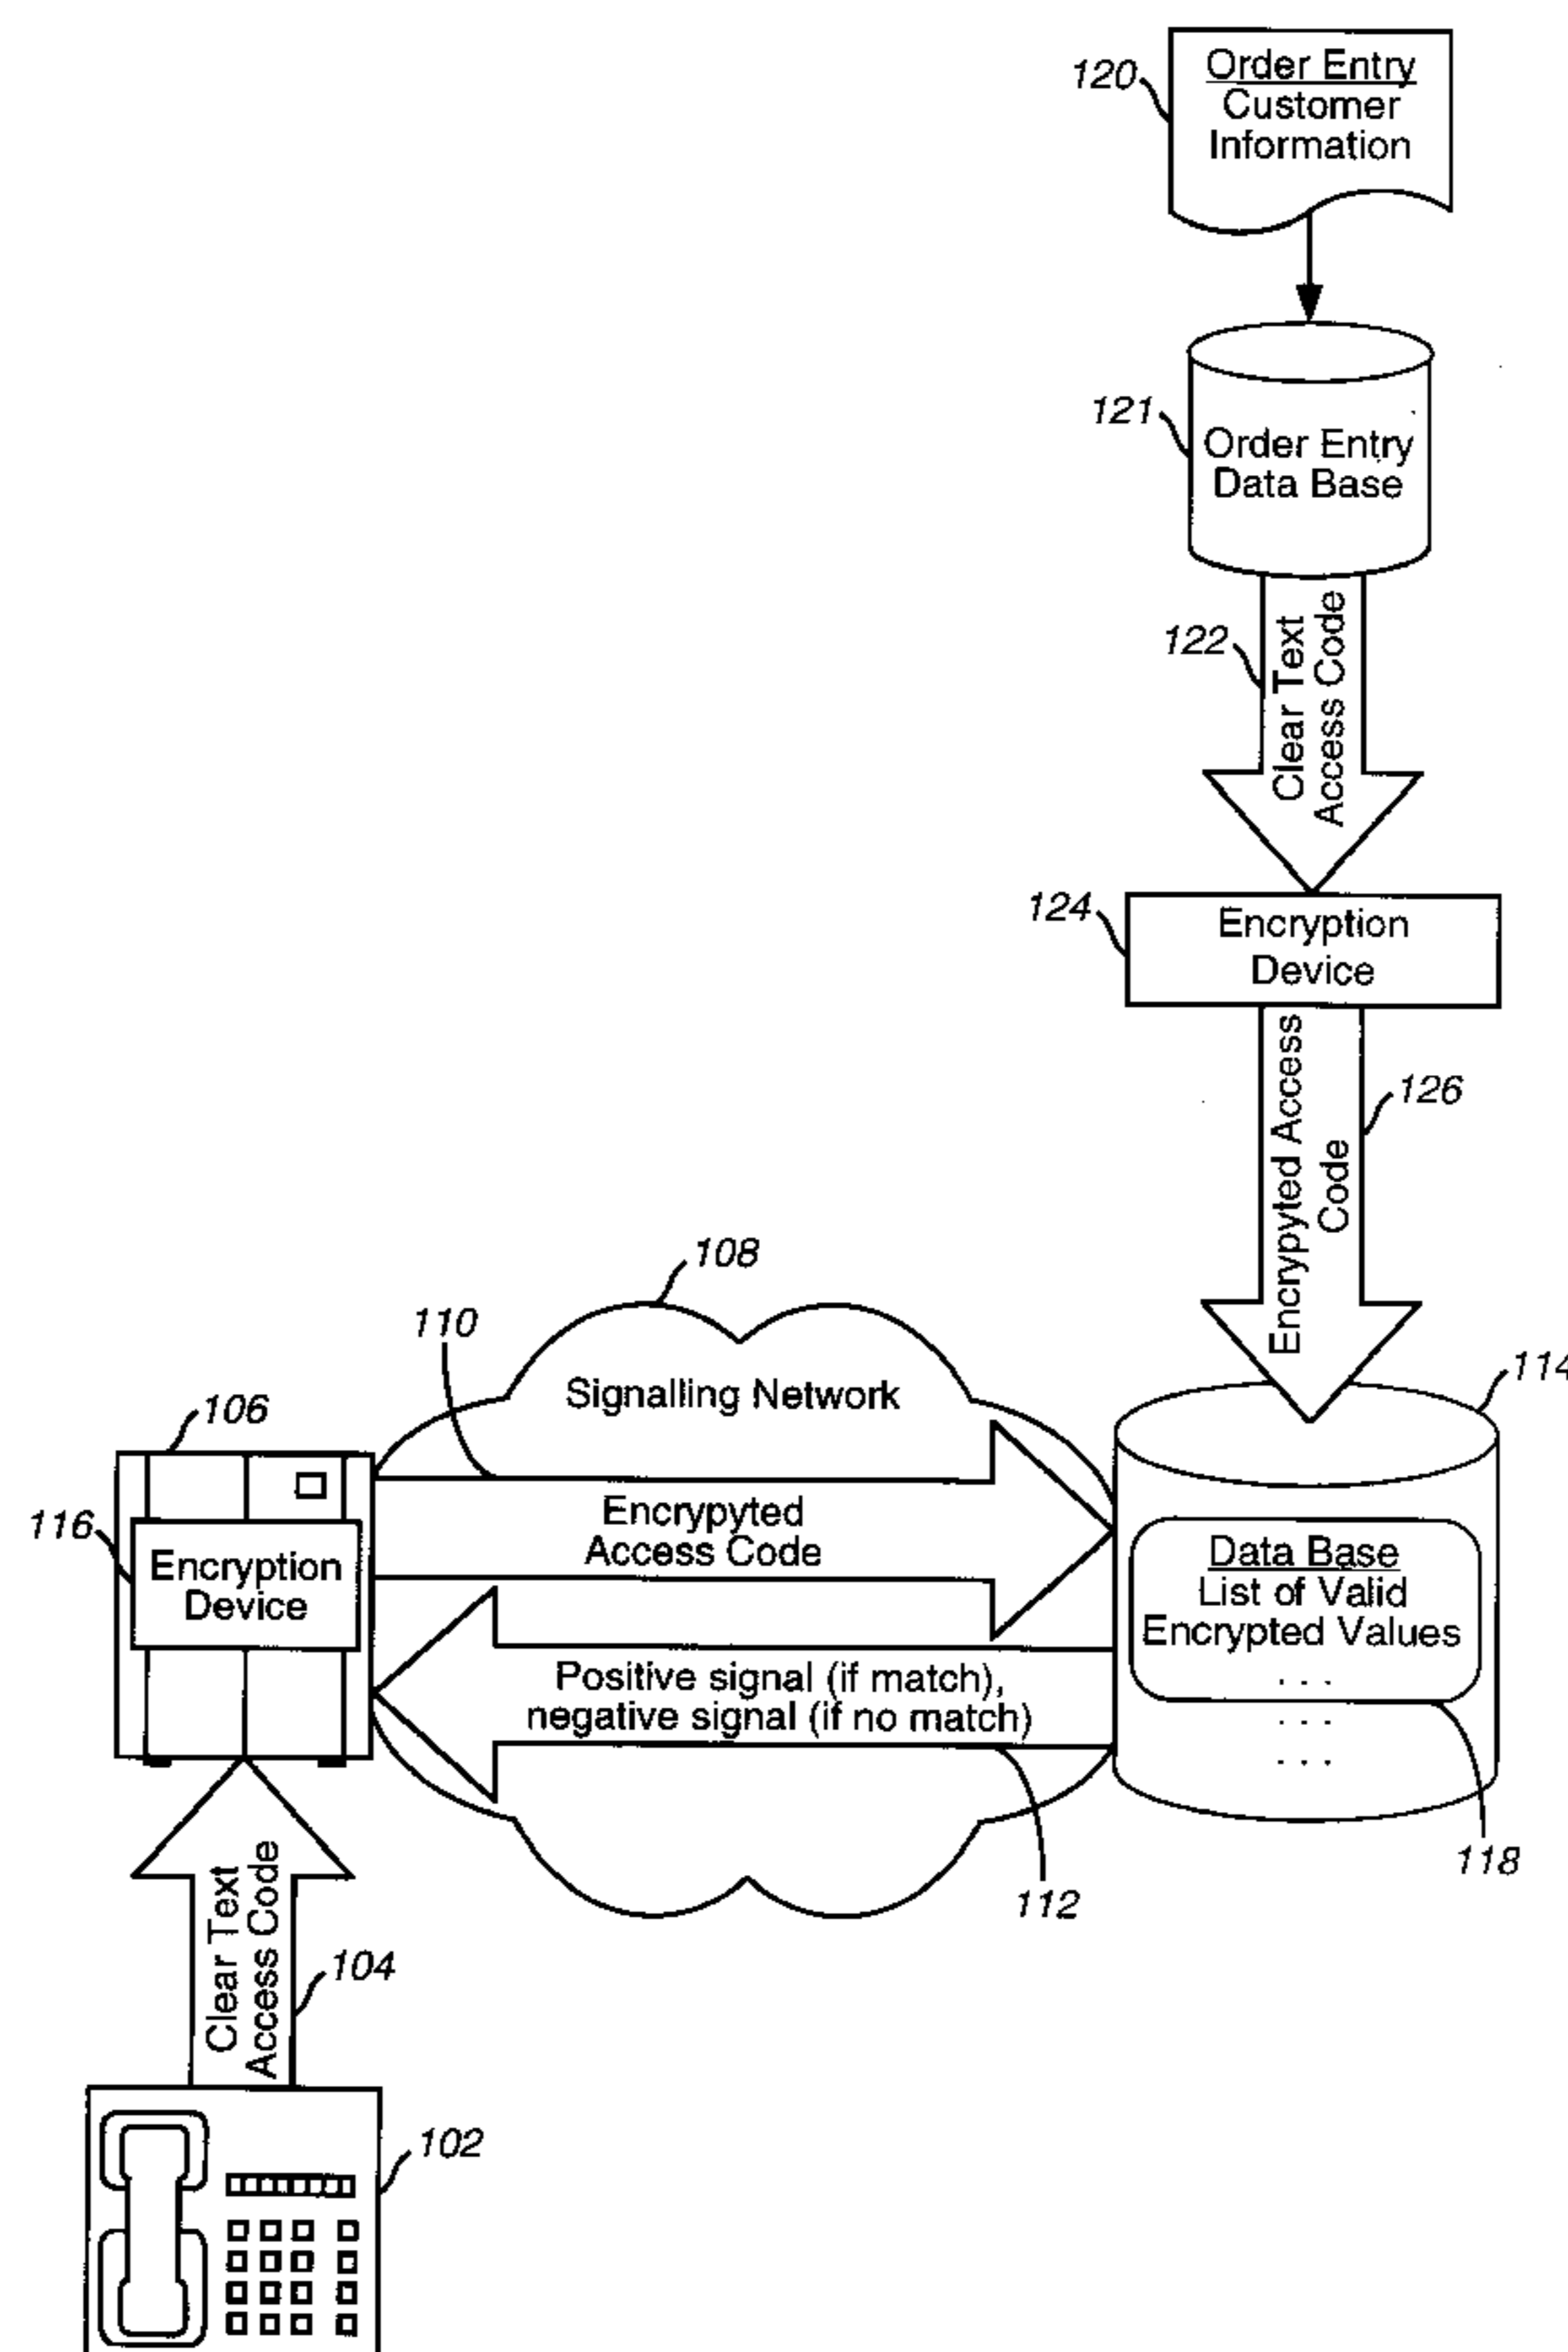 120
Order Entry
Customer
Information
121
Order Entry
Data Base
122
Clear Text
Access Code
124
Encryption
Device
126
Encrypyted Access
Code
108
110
Signalling Network
114
106
116
Encryption
Device
Encrypyted
Access Code
Data Base
List of Valid
Encrypted Values
. . .
. . .
. . .
Positive signal (if match),
negative signal (if no match)
118
112
Clear Text
Access Code
104
102